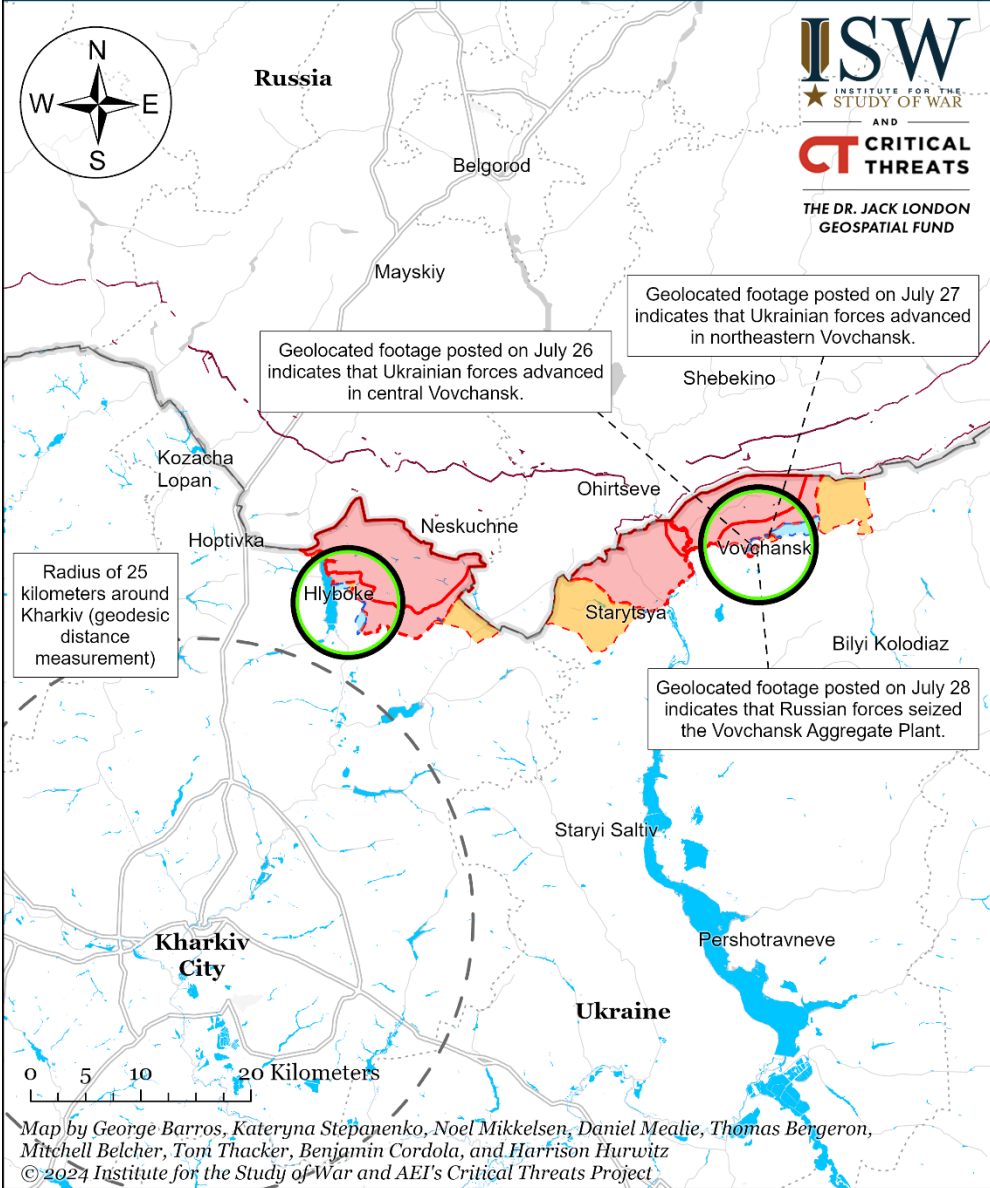 N
W
E
S
Russia
ISW
INSTITUTE FOR THE
STUDY OF WAR
AND
CT CRITICAL
THREATS
THE DR. JACK LONDON
GEOSPATIAL FUND
Belgorod
Mayskiy
Geolocated footage posted on July 27
indicates that Ukrainian forces advanced
in northeastern Vovchansk.
Geolocated footage posted on July 26
indicates that Ukrainian forces advanced
in central Vovchansk.
Shebekino
Kozacha
Lopan
Ohirtseve
Neskuchne
Hoptivka
Vovchansk
Radius of 25
kilometers around
Kharkiv (geodesic
distance
measurement)
Hlyboke
Starytsya
Bilyi Kolodiaz
Geolocated footage posted on July 28
indicates that Russian forces seized
the Vovchansk Aggregate Plant.
Staryi Saltiv
Pershotravneve
Kharkiv
City
Ukraine
0 5 10 20 Kilometers
Map by George Barros, Kateryna Stepanenko, Noel Mikkelsen, Daniel Mealie, Thomas Bergeron,
Mitchell Belcher, Tom Thacker, Benjamin Cordola, and Harrison Hurwitz
© 2024 Institute for the Study of War and AEI's Critical Threats Project